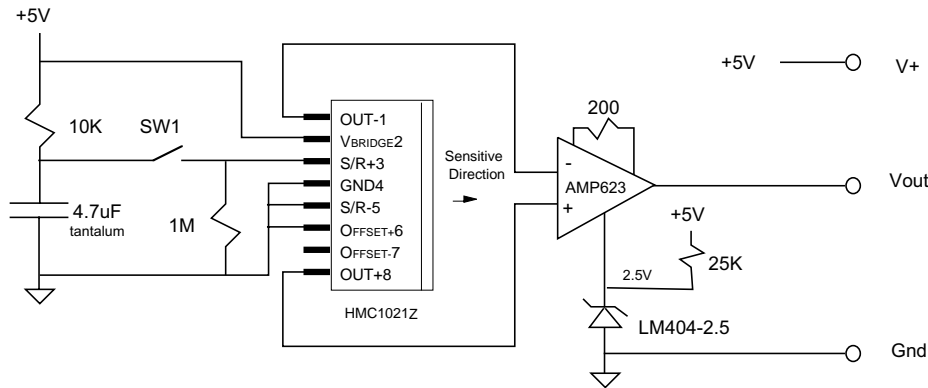 +5V
10K
SW1
4.7uF
tantalum
1M
OUT-1
VBRIDGE2
S/R+3
GND4
S/R-5
OFFSET+6
OFFSET-7
OUT+8
HMC1021Z
Sensitive
Direction
200
-
AMP623
+
+5V
25K
2.5V
LM404-2.5
+5V
V+
Vout
Gnd